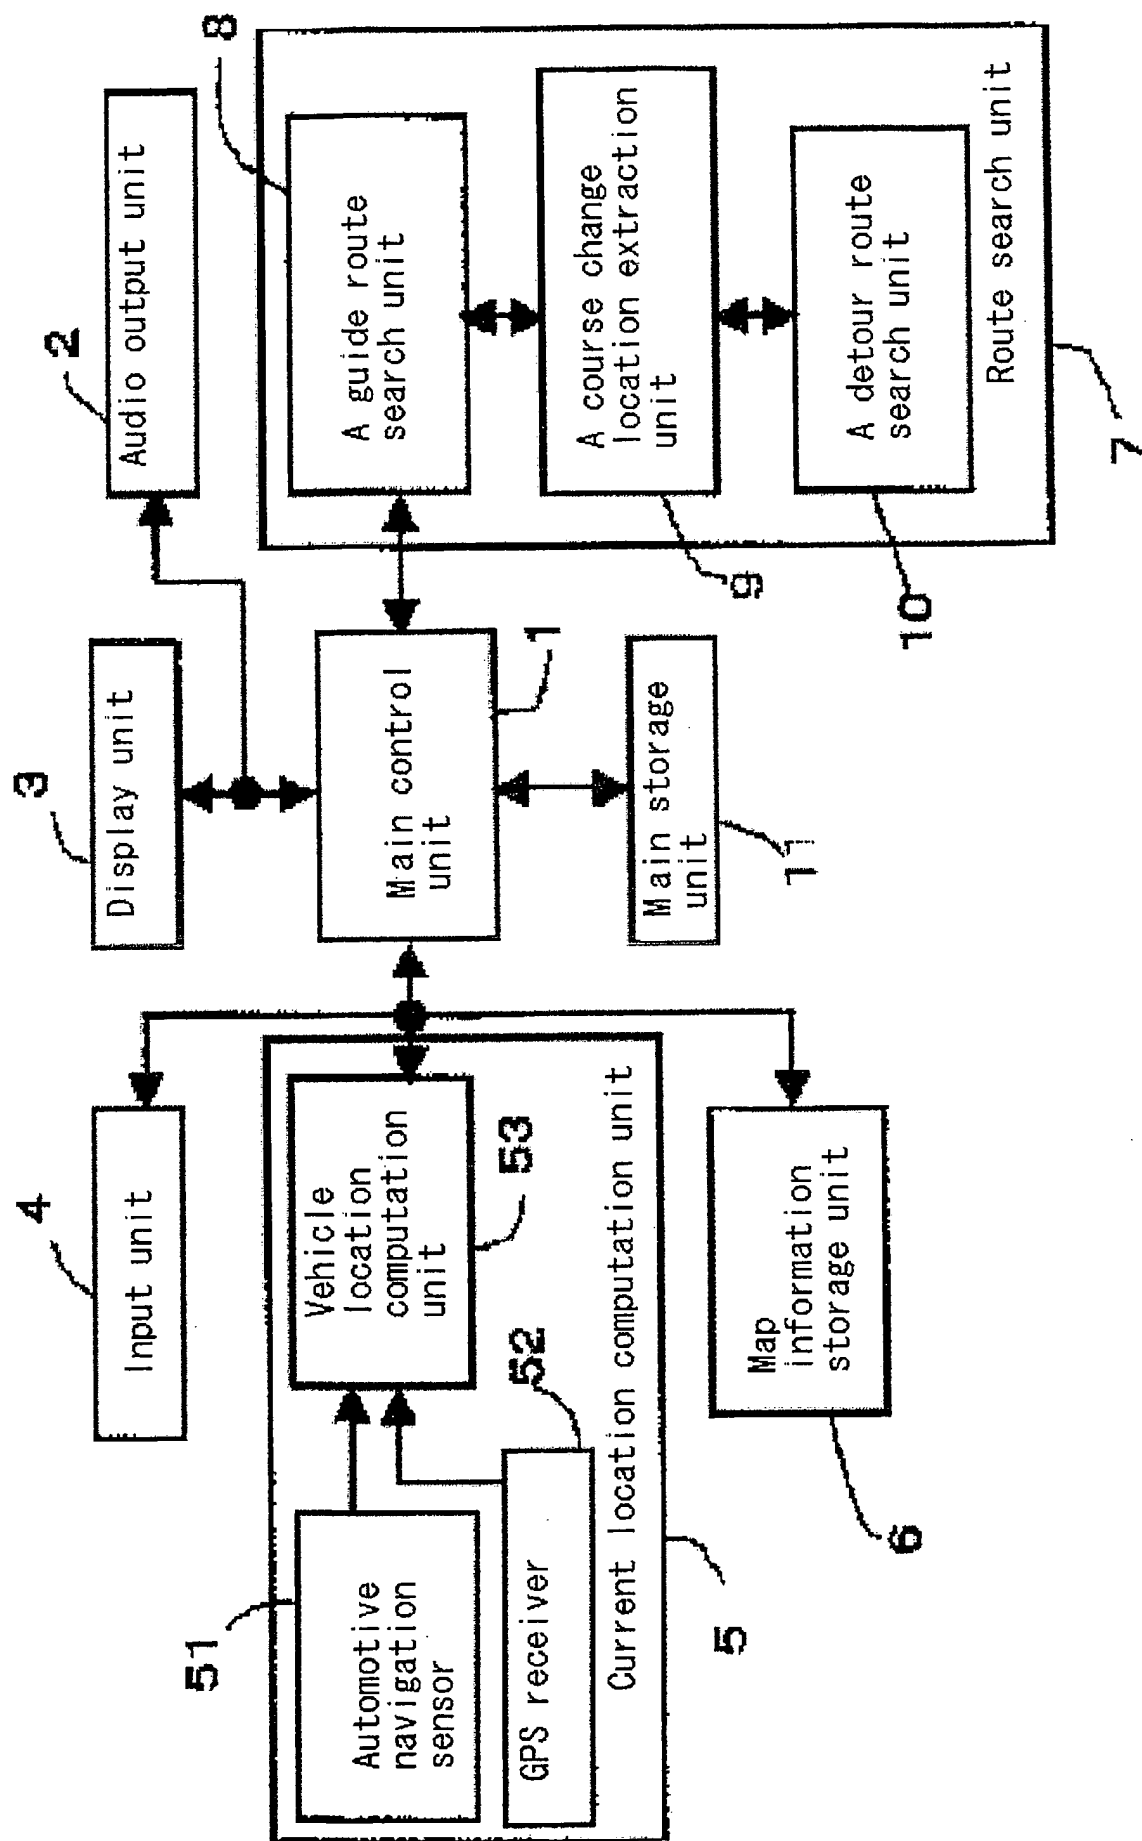 4
Input unit
3
Display unit
2
Audio output unit
51
Automotive
navigation
sensor
52
GPS receiver
53
Vehicle
location
computation
unit
Current location computation unit
5
Main control
unit
1
8
A guide route
search unit
A course change
location extraction
unit
9
A detour route
search unit
10
Route search unit
7
Map
information
storage unit
6
Main storage
unit
11